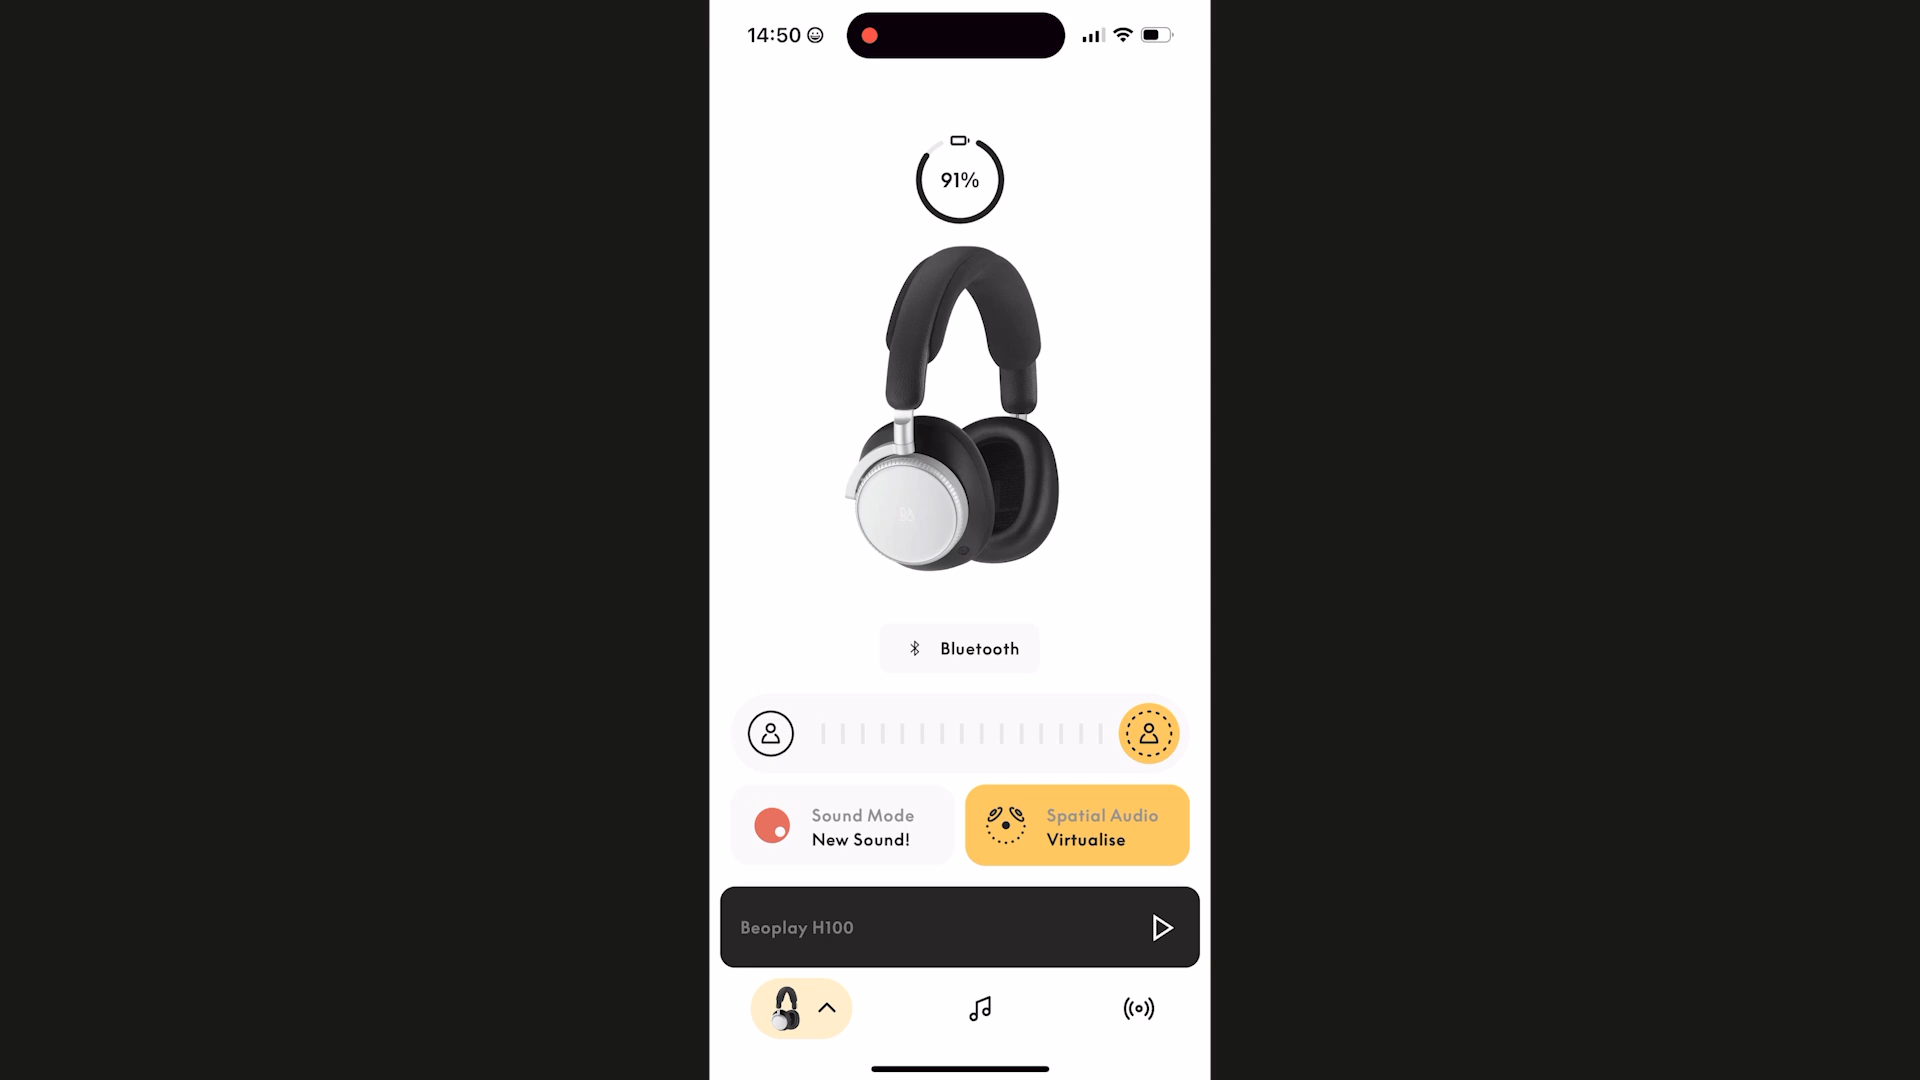 14:50
91%
Bluetooth
Sound Mode
New Sound!
Spatial Audio
Virtualise
Beoplay H100